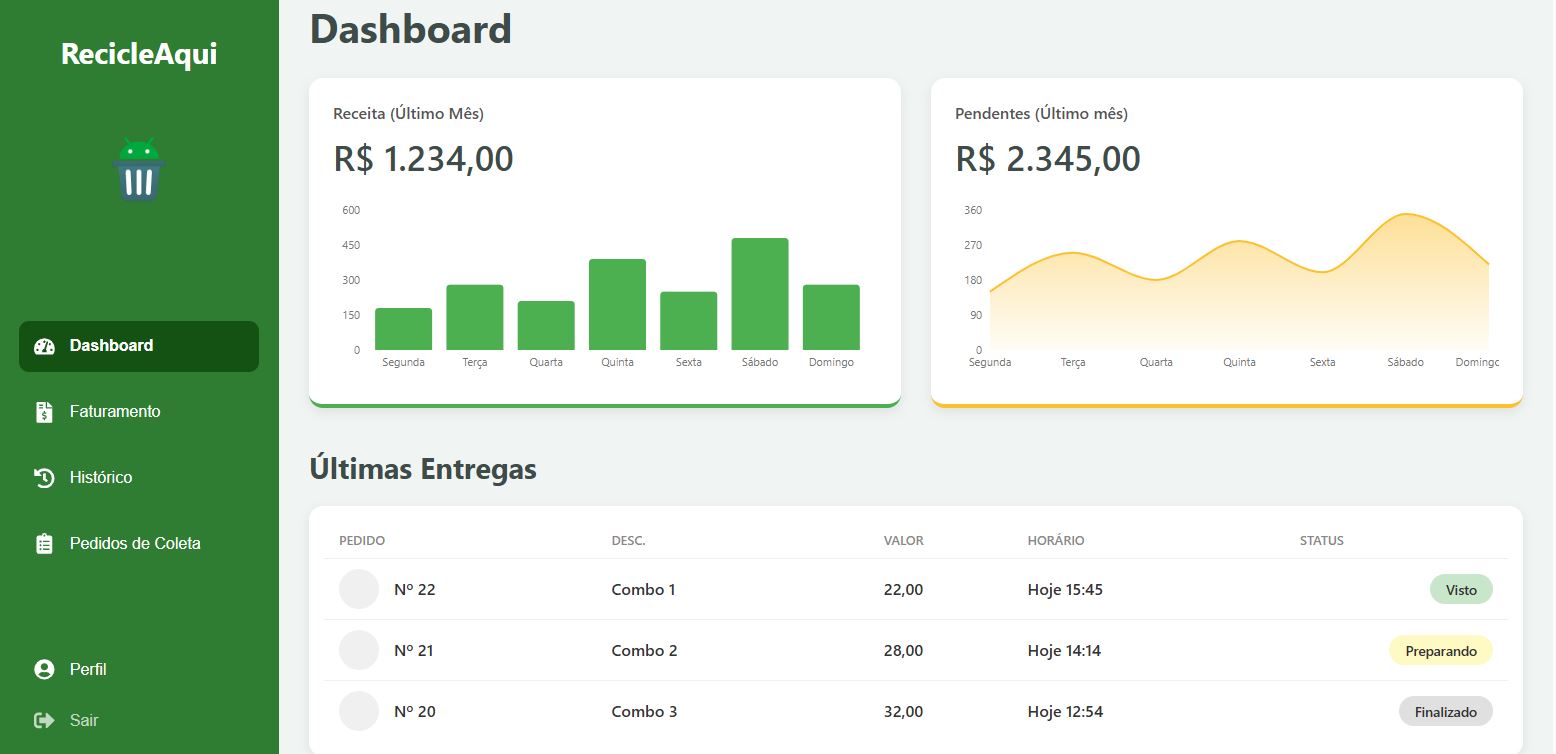 RecicleAqui
Dashboard
Faturamento
Histórico
Pedidos de Coleta
Perfil
Sair
Dashboard
Receita (Último Mês)
R$ 1.234,00
600
450
300
150
0
Segunda Terça Quarta Quinta Sexta Sábado Domingo
Pendentes (Último mês)
R$ 2.345,00
360
270
180
90
0
Segunda Terça Quarta Quinta Sexta Sábado Domingo
Últimas Entregas
PEDIDO DESC. VALOR HORÁRIO STATUS
Nº 22 Combo 1 22,00 Hoje 15:45 Visto
Nº 21 Combo 2 28,00 Hoje 14:14 Preparando
Nº 20 Combo 3 32,00 Hoje 12:54 Finalizado